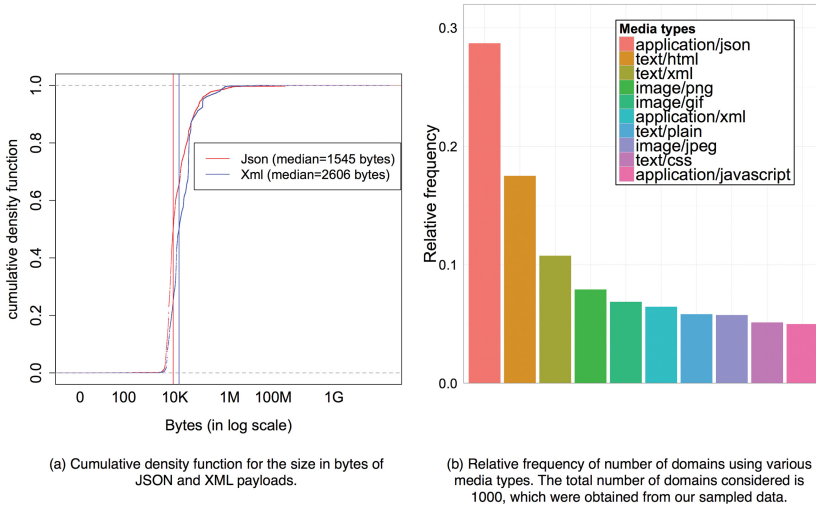 cumulative density function
1.0
0.8
0.6
0.4
0.2
0.0
Json (median=1545 bytes)
Xml (median=2606 bytes)
0 100 10K 1M 100M 1G
Bytes (in log scale)
(a) Cumulative density function for the size in bytes of
JSON and XML payloads.
Relative frequency
0.3
0.2
0.1
0.0
Media types
application/json
text/html
text/xml
image/png
image/gif
application/xml
text/plain
image/jpeg
text/css
application/javascript
(b) Relative frequency of number of domains using various
media types. The total number of domains considered is
1000, which were obtained from our sampled data.